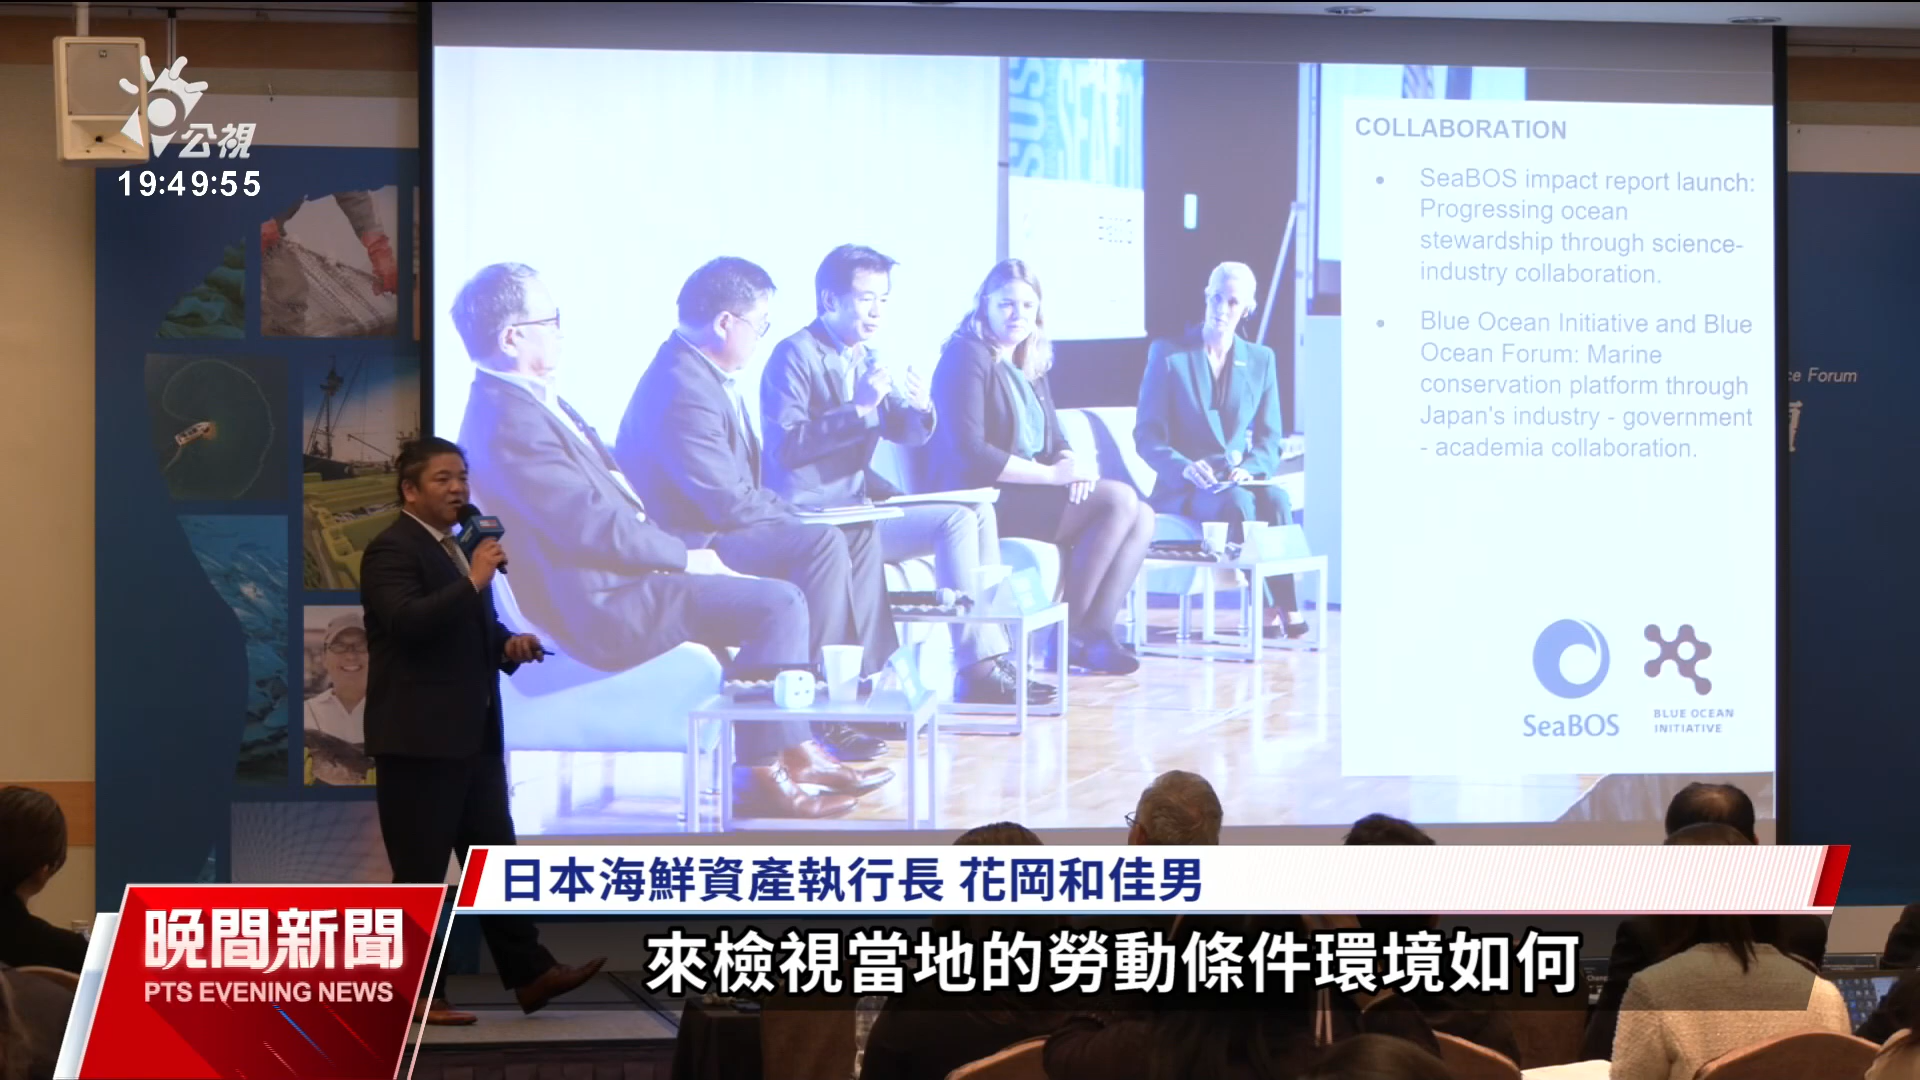 公視
19:49:55
SUS
SEAFO
COLLABORATION
• SeaBOS impact report launch:
Progressing ocean
stewardship through science-
industry collaboration.
• Blue Ocean Initiative and Blue
Ocean Forum: Marine
conservation platform through
Japan's industry - government
- academia collaboration.
SeaBOS
BLUE OCEAN
INITIATIVE
ce Forum
日本海鮮資產執行長 花岡和佳男
晚間新聞
PTS EVENING NEWS
來檢視當地的勞動條件環境如何